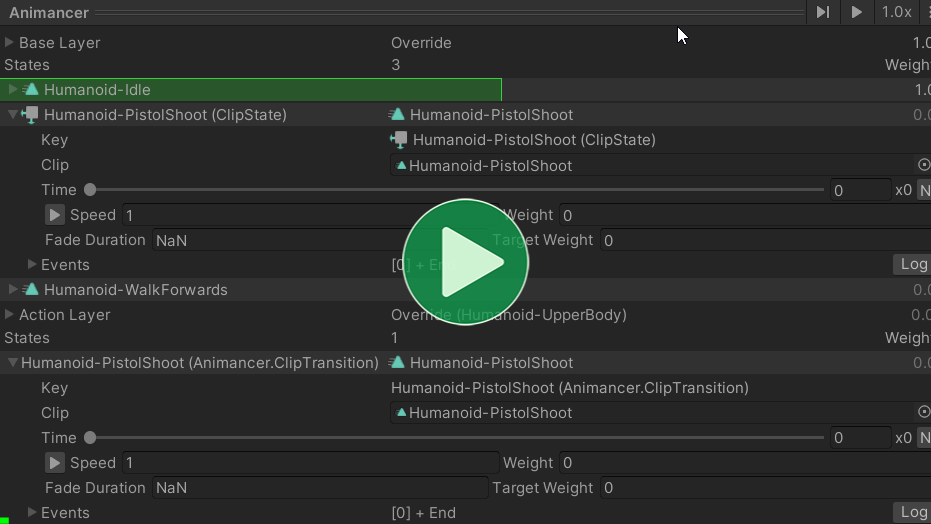 Animancer 1.0x
Base Layer Override 1.0
States 3 Weigh
Humanoid-Idle 1.0
Humanoid-PistolShoot (ClipState) Humanoid-PistolShoot 0.0
Key Humanoid-PistolShoot (ClipState)
Clip Humanoid-PistolShoot
Time 0 x0 N
Speed 1 Weight 0
Fade Duration NaN Target Weight 0
Events [0] + End Log
Humanoid-WalkForwards 0.0
Action Layer Override (Humanoid-UpperBody) 0.0
States 1 Weigh
Humanoid-PistolShoot (Animancer.ClipTransition) Humanoid-PistolShoot 0.0
Key Humanoid-PistolShoot (Animancer.ClipTransition)
Clip Humanoid-PistolShoot
Time 0 x0 N
Speed 1 Weight 0
Fade Duration NaN Target Weight 0
Events [0] + End Log